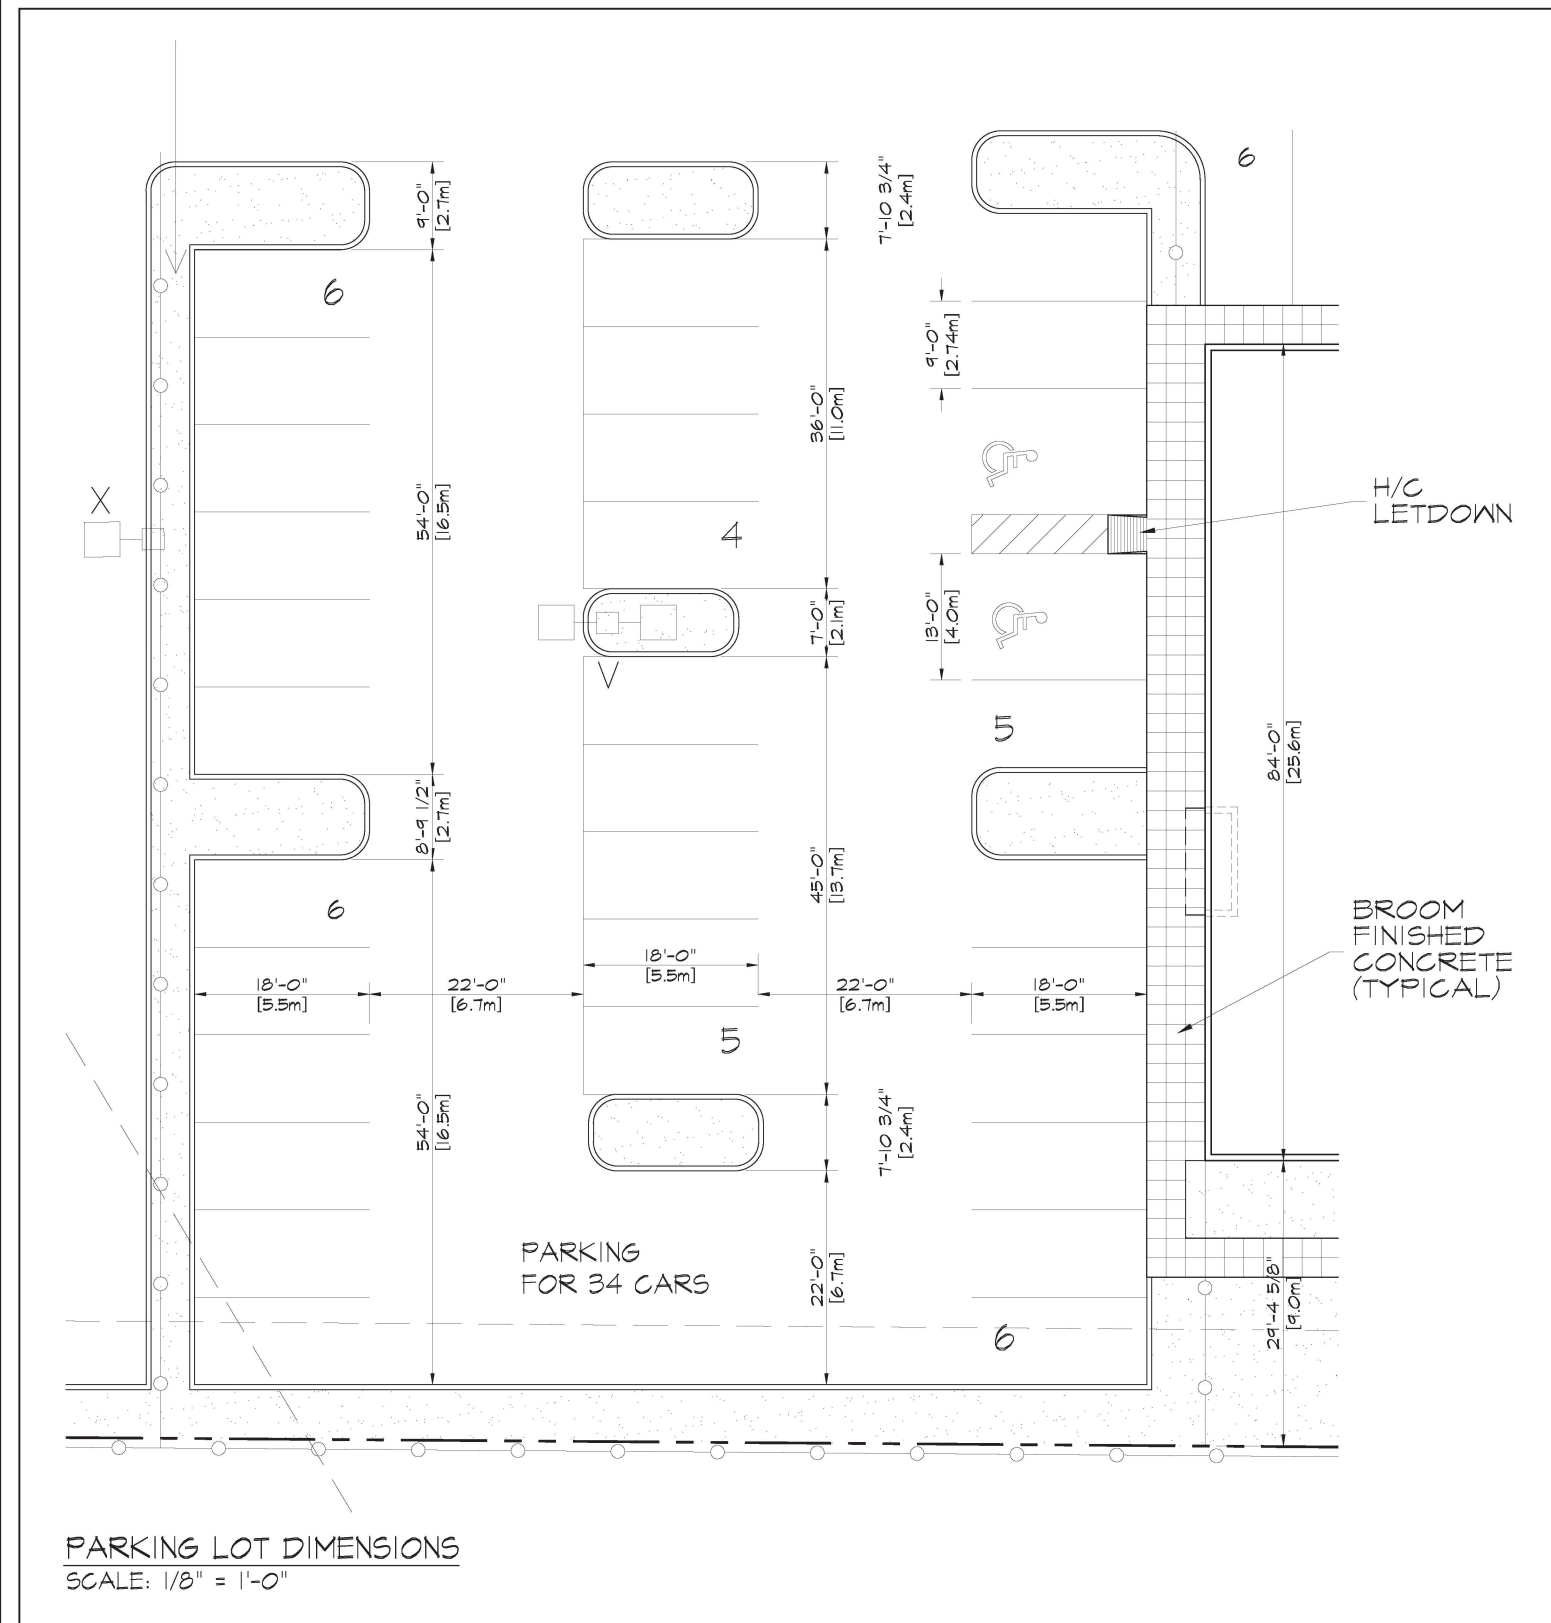 6
7'-10 3/4"
[2.4m]
9'-0"
[2.7m]
6
9'-0"
[2.74m]
36'-0"
[11.0m]
54'-0"
[16.5m]
X
4
H/C
LETDOWN
7'-0"
[2.1m]
13'-0"
[4.0m]
V
5
84'-0"
[25.6m]
8'-9 1/2"
[2.7m]
45'-0"
[13.7m]
6
BROOM
FINISHED
CONCRETE
(TYPICAL)
18'-0"
[5.5m]
18'-0"
[5.5m]
22'-0"
[6.7m]
22'-0"
[6.7m]
18'-0"
[5.5m]
5
54'-0"
[16.5m]
7'-10 3/4"
[2.4m]
PARKING
FOR 34 CARS
22'-0"
[6.7m]
29'-4 5/8"
[9.0m]
6
PARKING LOT DIMENSIONS
SCALE: 1/8" = 1'-0"